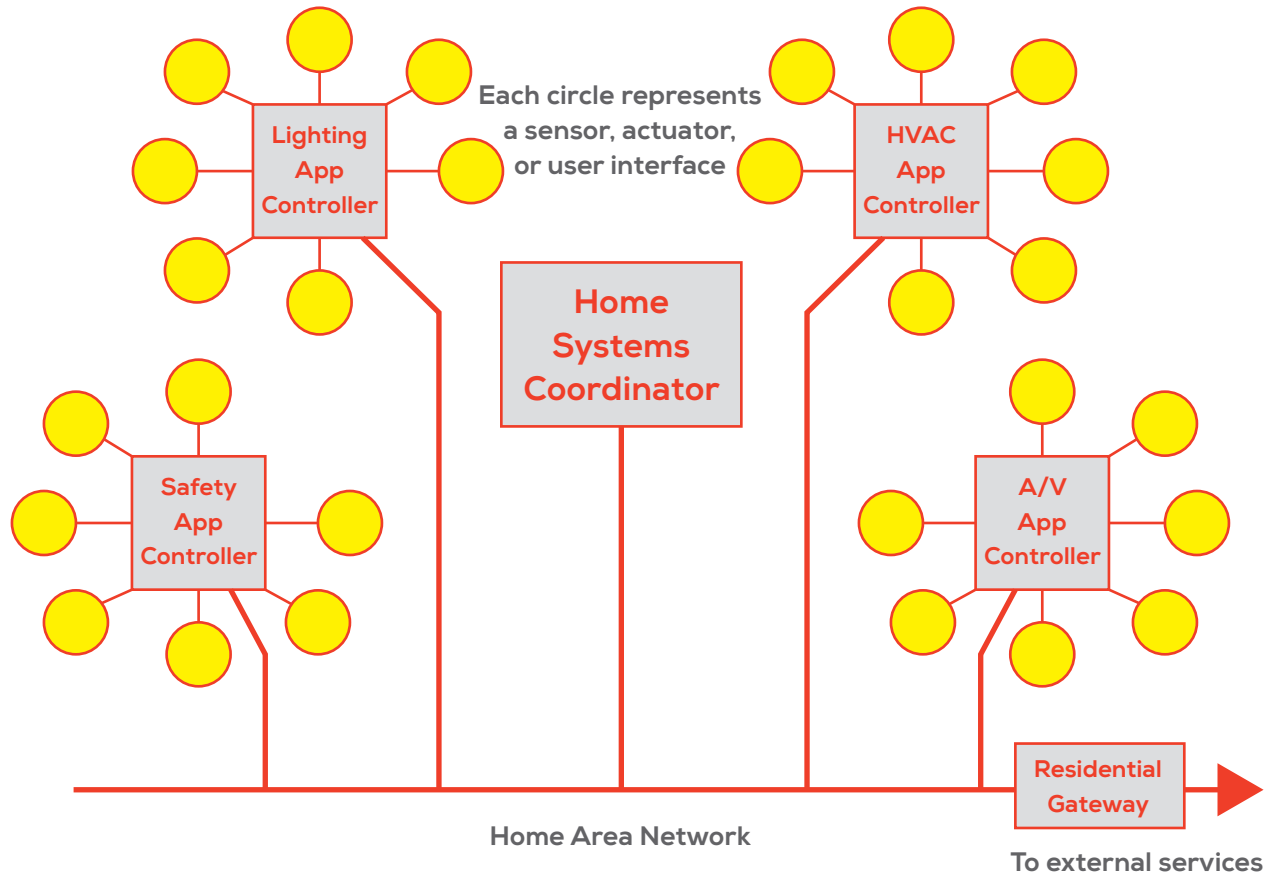 Lighting
App
Controller
Each circle represents
a sensor, actuator,
or user interface
HVAC
App
Controller
Home
Systems
Coordinator
Safety
App
Controller
A/V
App
Controller
Residential
Gateway
Home Area Network
To external services